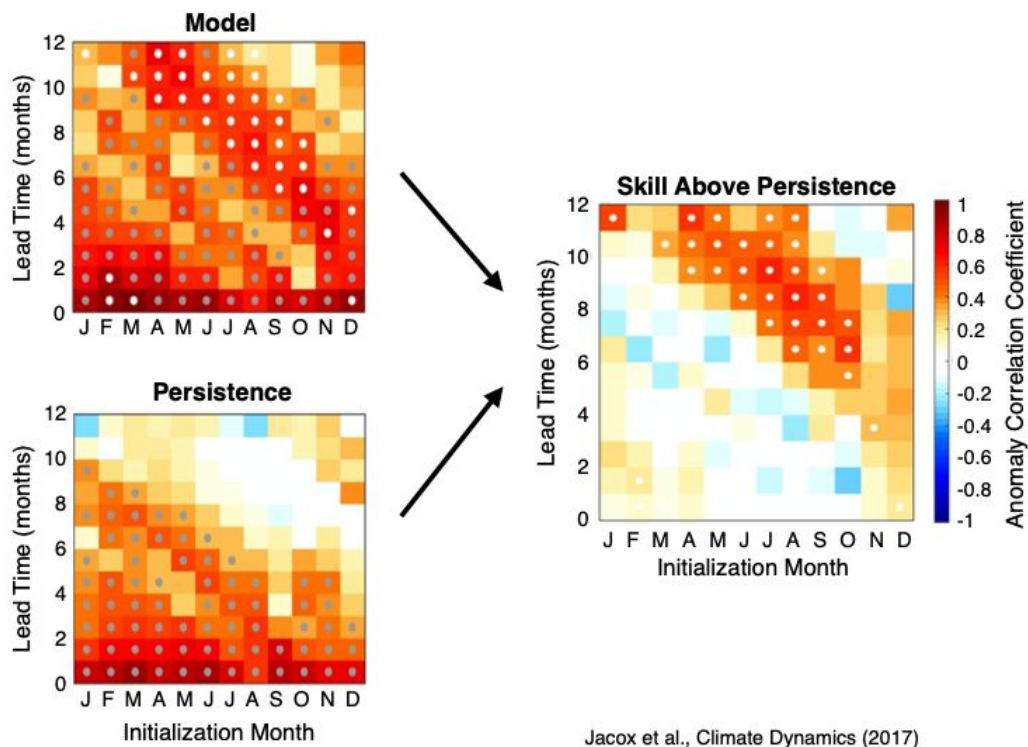 Model
Lead Time (months)
12
10
8
6
4
2
0
J F M A M J J A S O N D
Persistence
Lead Time (months)
12
10
8
6
4
2
0
J F M A M J J A S O N D
Initialization Month
Skill Above Persistence
Lead Time (months)
12
10
8
6
4
2
0
J F M A M J J A S O N D
Initialization Month
1
0.8
0.6
0.4
0.2
0
-0.2
-0.4
-0.6
-0.8
-1
Anomaly Correlation Coefficient
Jacox et al., Climate Dynamics (2017)